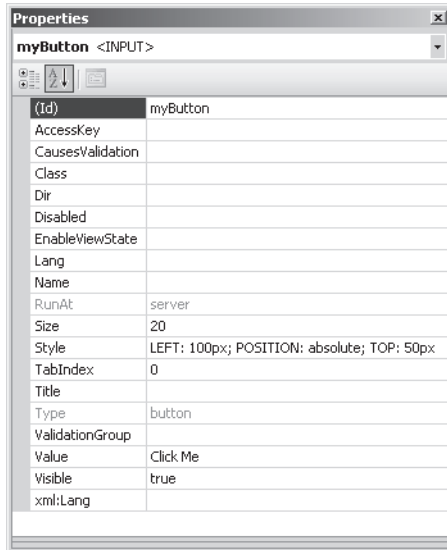 Properties
myButton <INPUT>
(Id) myButton
AccessKey
CausesValidation
Class
Dir
Disabled
EnableViewState
Lang
Name
RunAt server
Size 20
Style LEFT: 100px; POSITION: absolute; TOP: 50px
TabIndex 0
Title
Type button
ValidationGroup
Value Click Me
Visible true
xml:Lang